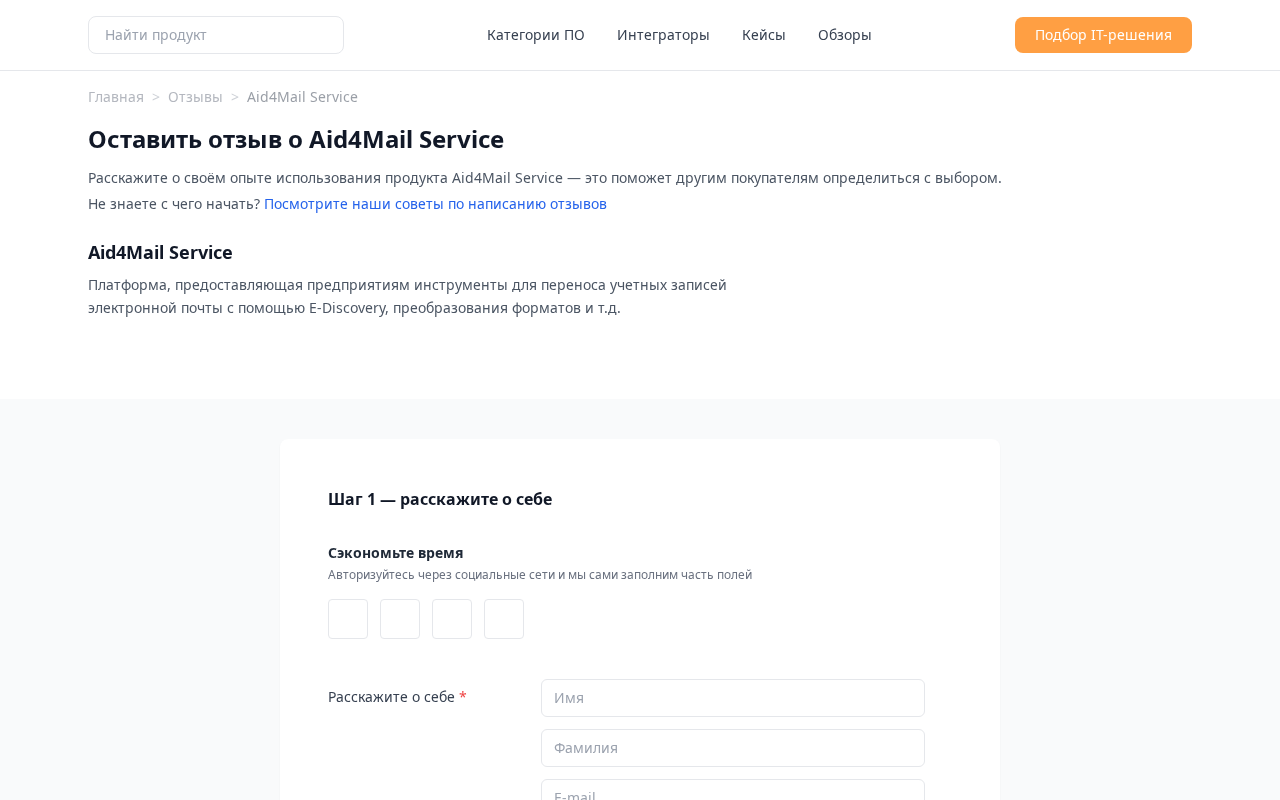 Найти продукт
Категории ПО
Интеграторы
Кейсы
Обзоры
Подбор IT-решения
Главная > Отзывы > Aid4Mail Service
Оставить отзыв о Aid4Mail Service
Расскажите о своём опыте использования продукта Aid4Mail Service — это поможет другим покупателям определиться с выбором.
Не знаете с чего начать? Посмотрите наши советы по написанию отзывов
Aid4Mail Service
Платформа, предоставляющая предприятиям инструменты для переноса учетных записей
электронной почты с помощью E-Discovery, преобразования форматов и т.д.
Шаг 1 — расскажите о себе
Сэкономьте время
Авторизуйтесь через социальные сети и мы сами заполним часть полей
Расскажите о себе *
Имя
Фамилия
E-mail